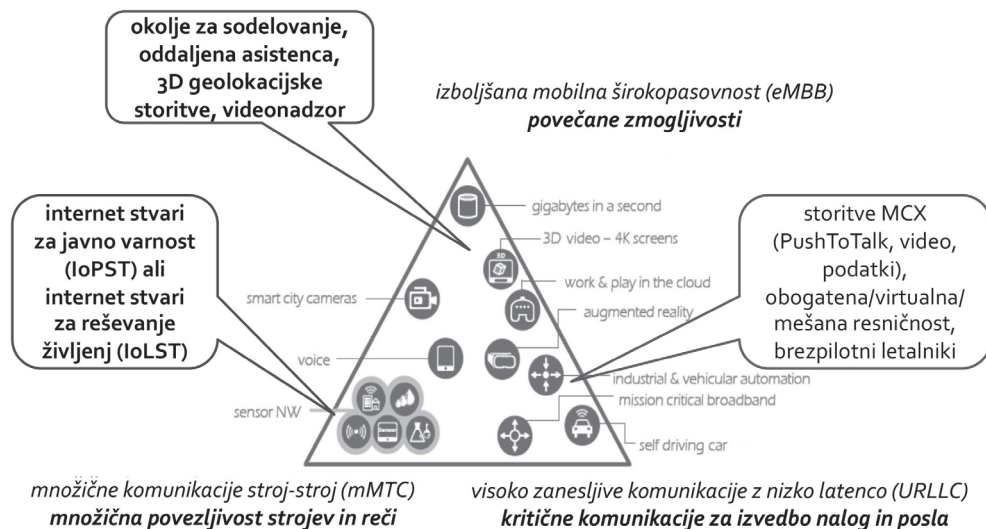 okolje za sodelovanje,
oddaljena asistenca,
3D geolokacijske
storitve, videonadzor
izboljšana mobilna širokopasovnost (eMBB)
povečane zmogljivosti
gigabytes in a second
3D video – 4K screens
3D
work & play in the cloud
augmented reality
smart city cameras
voice
sensor NW
Sensor
industrial & vehicular automation
mission critical broadband
self driving car
internet stvari
za javno varnost
(IoPST) ali
internet stvari
za reševanje
življenj (IoLST)
storitve MCX
(PushToTalk, video,
podatki),
obogatena/virtualna/
mešana resničnost,
brezpilotni letalniki
množične komunikacije stroj-stroj (mMTC)
množična povezljivost strojev in reči
visoko zanesljive komunikacije z nizko latenco (URLLC)
kritične komunikacije za izvedbo nalog in posla